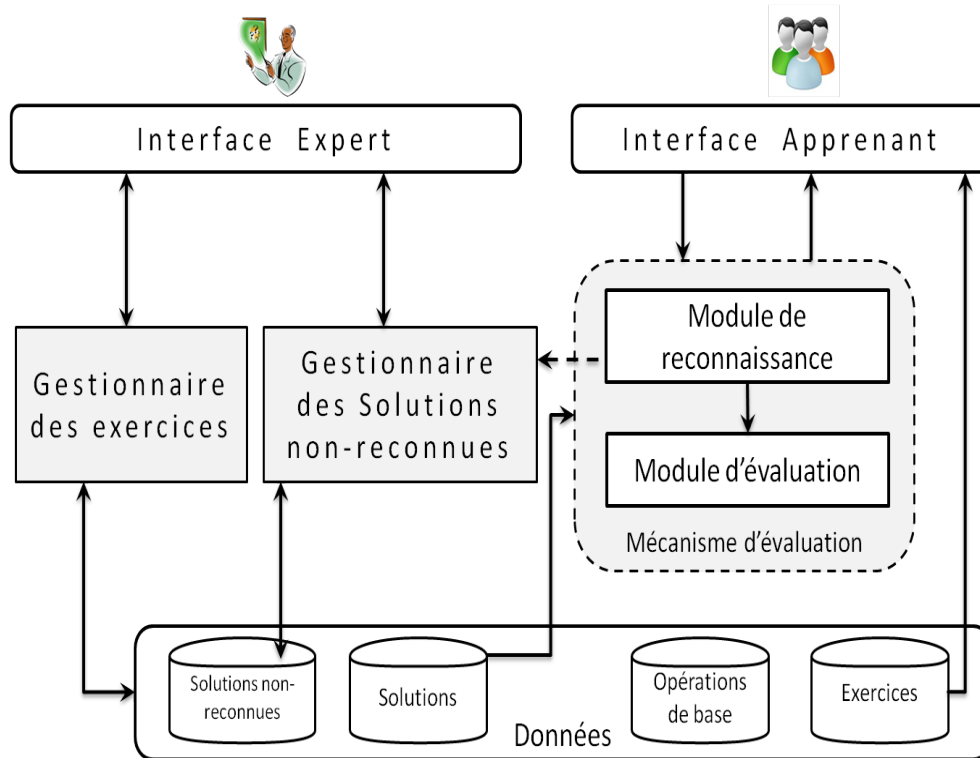 Interface Expert
Interface Apprenant
Gestionnaire
des exercices
Gestionnaire
des Solutions
non-reconnues
Module de
reconnaissance
Module d'évaluation
Mécanisme d'évaluation
Solutions non-
reconnues
Solutions
Opérations
de base
Exercices
Données